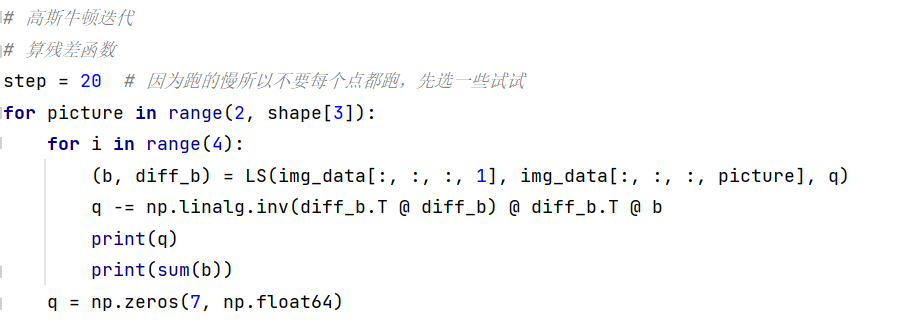 # 高斯牛顿迭代
# 算残差函数
step = 20  # 因为跑的慢所以不要每个点都跑，先选一些试试
for picture in range(2, shape[3]):
    for i in range(4):
        (b, diff_b) = LS(img_data[:, :, :, 1], img_data[:, :, :, picture], q)
        q -= np.linalg.inv(diff_b.T @ diff_b) @ diff_b.T @ b
        print(q)
        print(sum(b))
    q = np.zeros(7, np.float64)